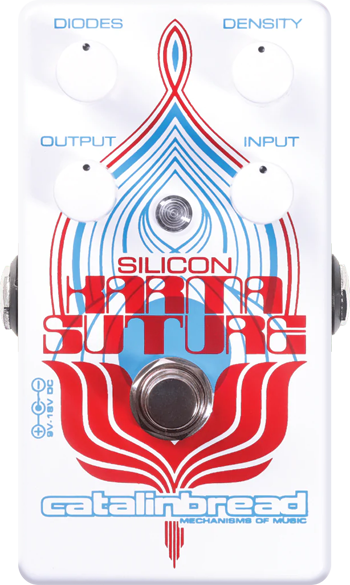 DIODES DENSITY
OUTPUT INPUT
SILICON
KARMA
SUTURE
9V-18V DC
catalinbread
MECHANISMS OF MUSIC